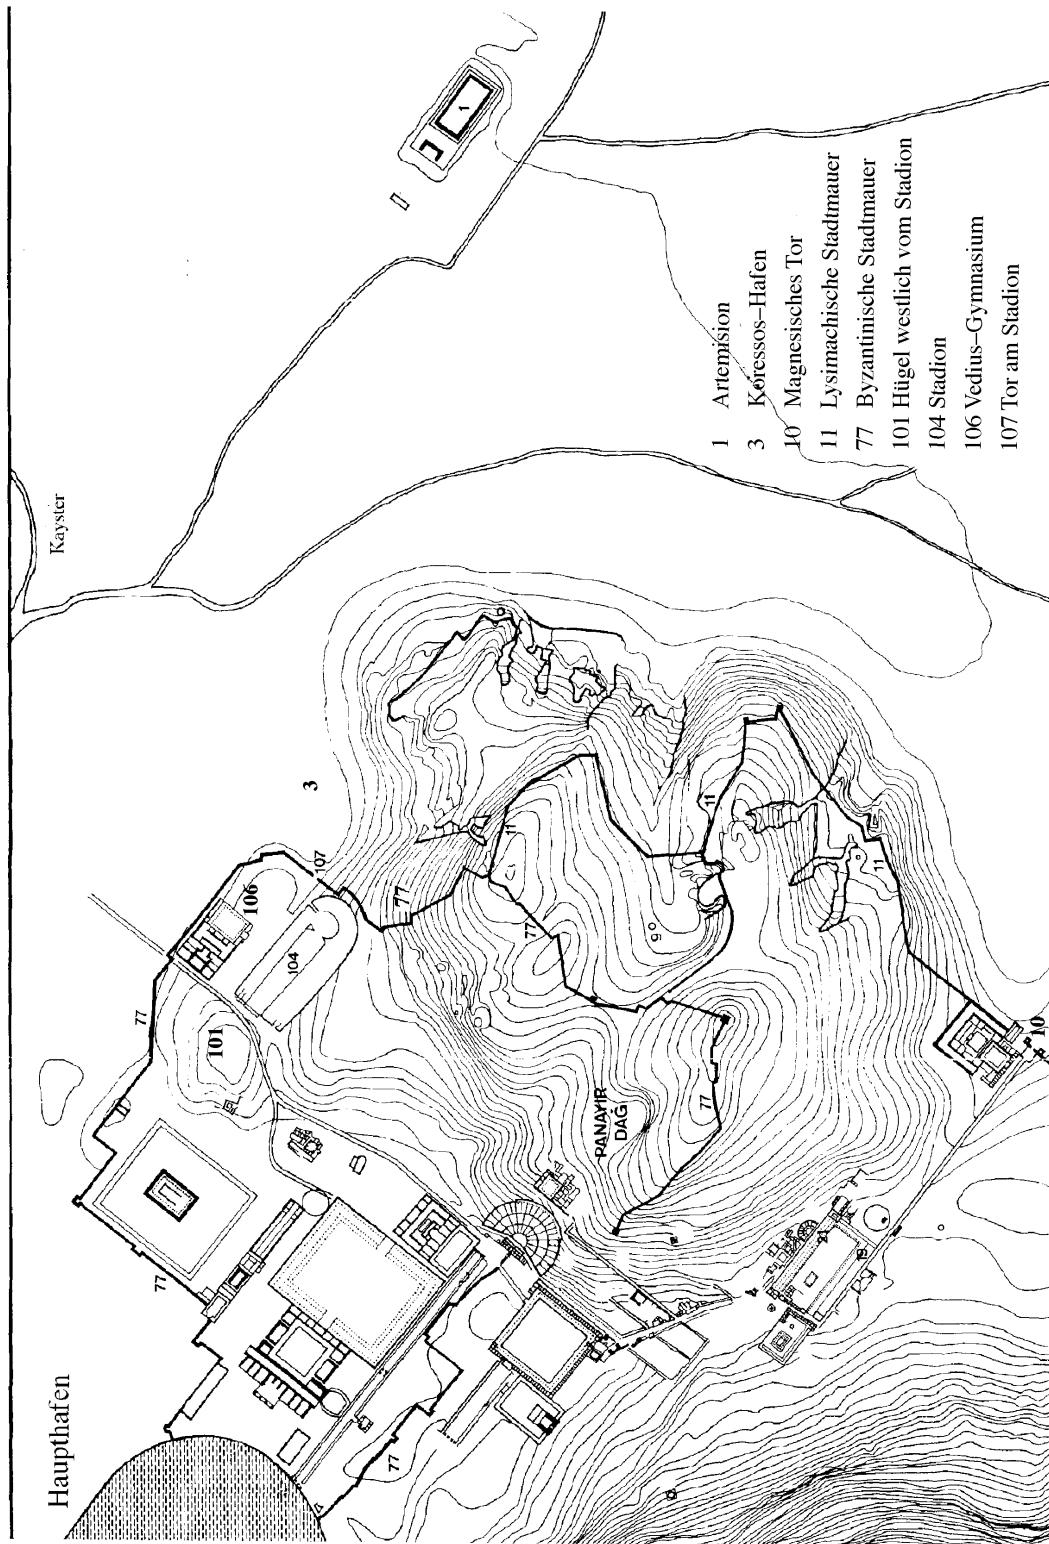 Haupthafen
Kayster
1
3
106
107
77
104
101
77
77
11
11
77
11
PANAYIR
DAĞ
77
77
10
1 Artemision
3 Koressos–Hafen
10 Magnesisches Tor
11 Lysimachische Stadtmauer
77 Byzantinische Stadtmauer
101 Hügel westlich vom Stadion
104 Stadion
106 Vedius–Gymnasium
107 Tor am Stadion